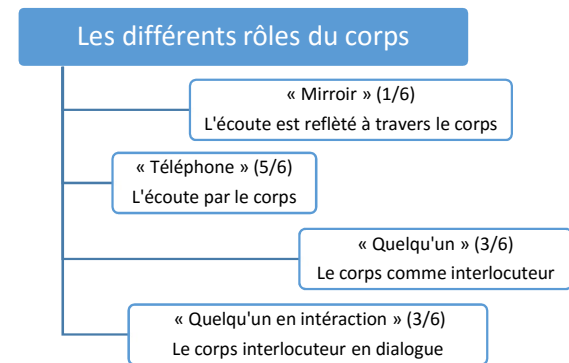 Les différents rôles du corps
« Mirroir » (1/6)
L'écoute est reflèté à travers le corps
« Téléphone » (5/6)
L'écoute par le corps
« Quelqu'un » (3/6)
Le corps comme interlocuteur
« Quelqu'un en intéraction » (3/6)
Le corps interlocuteur en dialogue